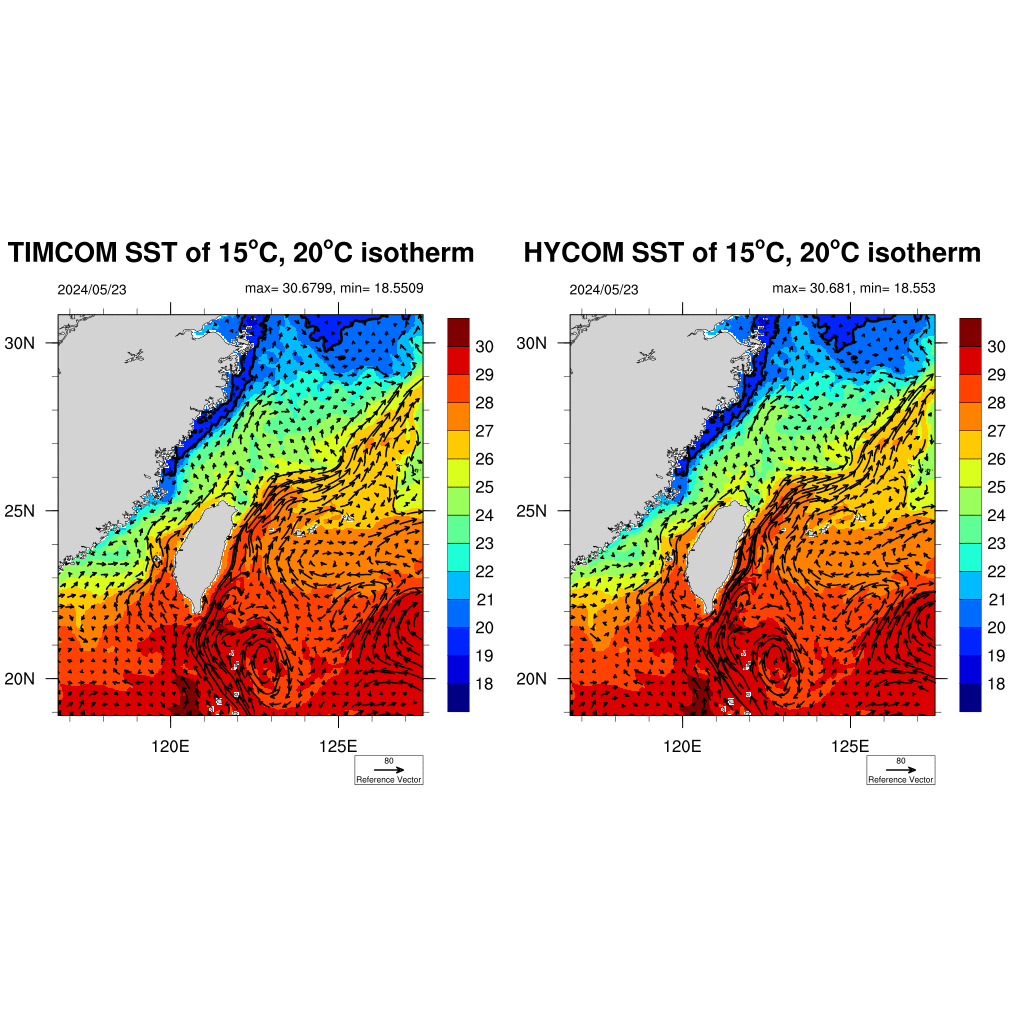 TIMCOM SST of 15°C, 20°C isotherm
2024/05/23
max= 30.6799, min= 18.5509
30N
25N
20N
120E
125E
30
29
28
27
26
25
24
23
22
21
20
19
18
80
Reference Vector
HYCOM SST of 15°C, 20°C isotherm
2024/05/23
max= 30.681, min= 18.553
30N
25N
20N
120E
125E
30
29
28
27
26
25
24
23
22
21
20
19
18
80
Reference Vector